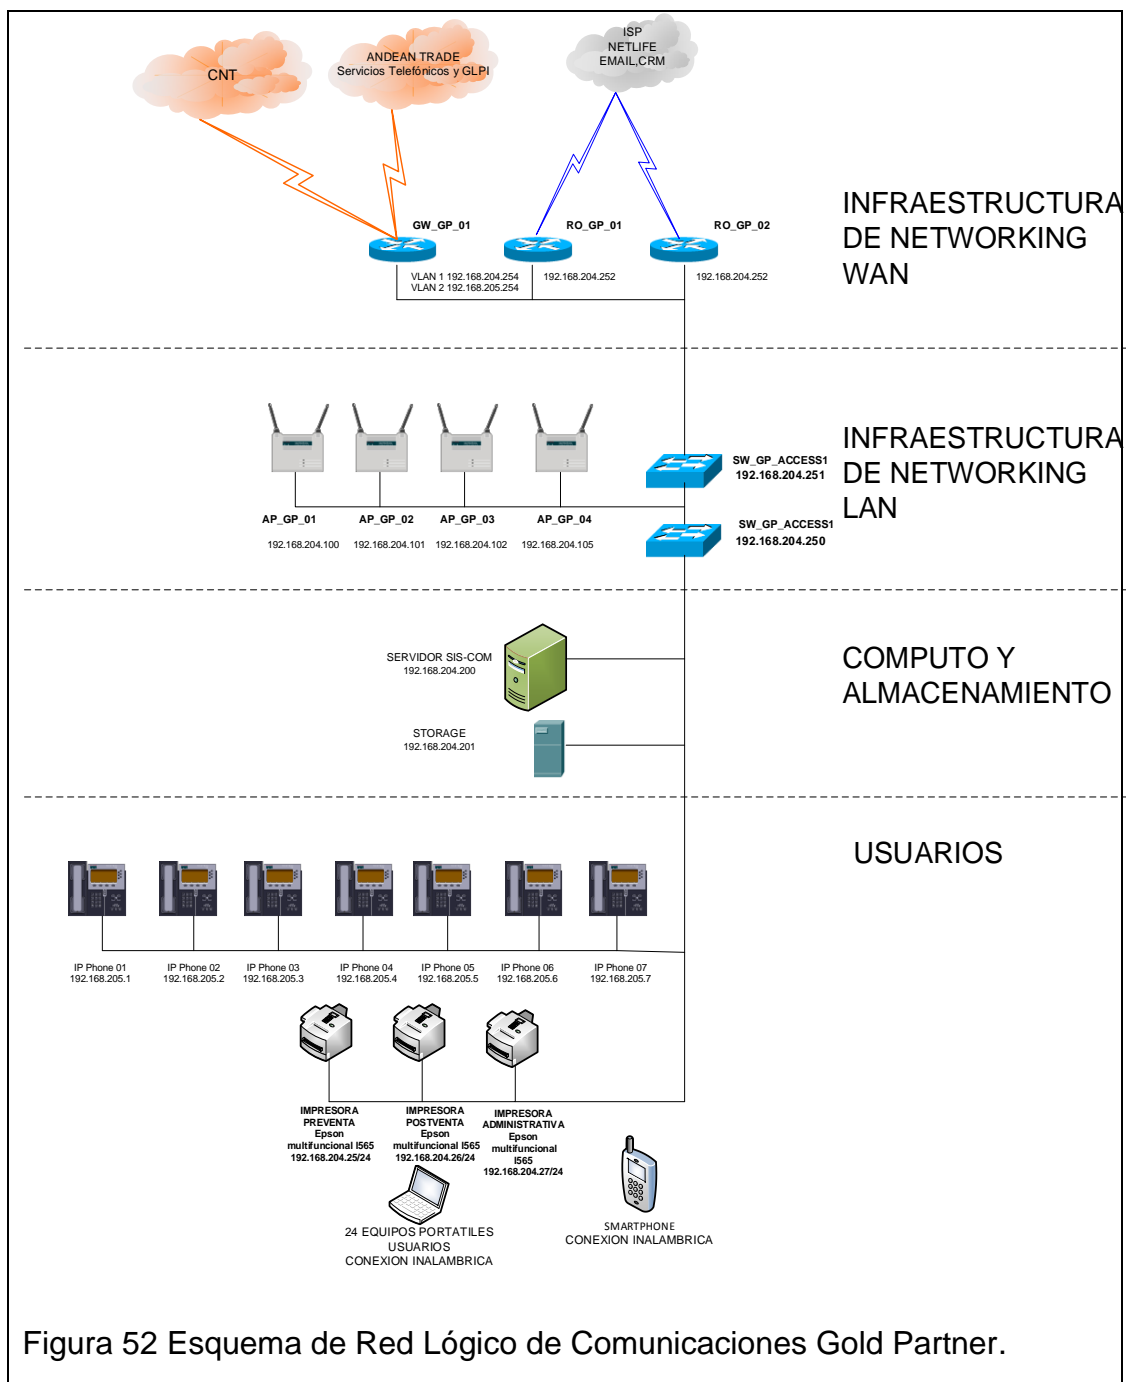 CNT
ANDEAN TRADE
Servicios Telefónicos y GLPI
ISP
NETLIFE
EMAIL,CRM
GW_GP_01
RO_GP_01
RO_GP_02
VLAN 1 192.168.204.254
VLAN 2 192.168.205.254
192.168.204.252
192.168.204.252
INFRAESTRUCTURA
DE NETWORKING
WAN
SW_GP_ACCESS1
192.168.204.251
INFRAESTRUCTURA
DE NETWORKING
LAN
AP_GP_01
AP_GP_02
AP_GP_03
AP_GP_04
192.168.204.100
192.168.204.101
192.168.204.102
192.168.204.105
SW_GP_ACCESS1
192.168.204.250
SERVIDOR SIS-COM
192.168.204.200
STORAGE
192.168.204.201
COMPUTO Y
ALMACENAMIENTO
USUARIOS
IP Phone 01
192.168.205.1
IP Phone 02
192.168.205.2
IP Phone 03
192.168.205.3
IP Phone 04
192.168.205.4
IP Phone 05
192.168.205.5
IP Phone 06
192.168.205.6
IP Phone 07
192.168.205.7
IMPRESORA
PREVENTA
Epson
multifuncional l565
192.168.204.25/24
IMPRESORA
POSTVENTA
Epson
multifuncional l565
192.168.204.26/24
IMPRESORA
ADMINISTRATIVA
Epson
multifuncional
l565
192.168.204.27/24
24 EQUIPOS PORTATILES
USUARIOS
CONEXION INALAMBRICA
SMARTPHONE
CONEXION INALAMBRICA
Figura 52 Esquema de Red Lógico de Comunicaciones Gold Partner.